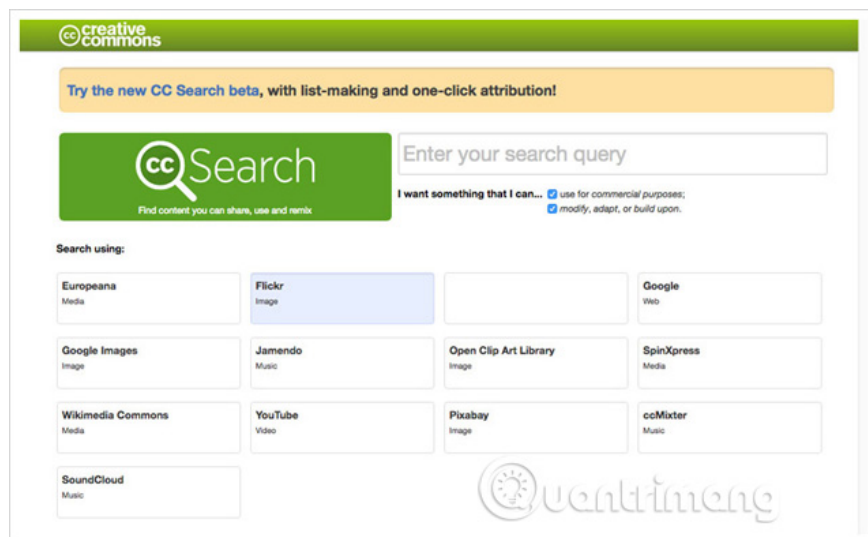 cc creative
commons
Try the new CC Search beta, with list-making and one-click attribution!
cc Search
Find content you can share, use and remix
Enter your search query
I want something that I can... use for commercial purposes;
modify, adapt, or build upon.
Search using:
Europeana
Media
Flickr
Image
Google
Web
Google Images
Image
Jamendo
Music
Open Clip Art Library
Image
SpinXpress
Media
Wikimedia Commons
Media
YouTube
Video
Pixabay
Image
ccMixter
Music
SoundCloud
Music
Quantrimang